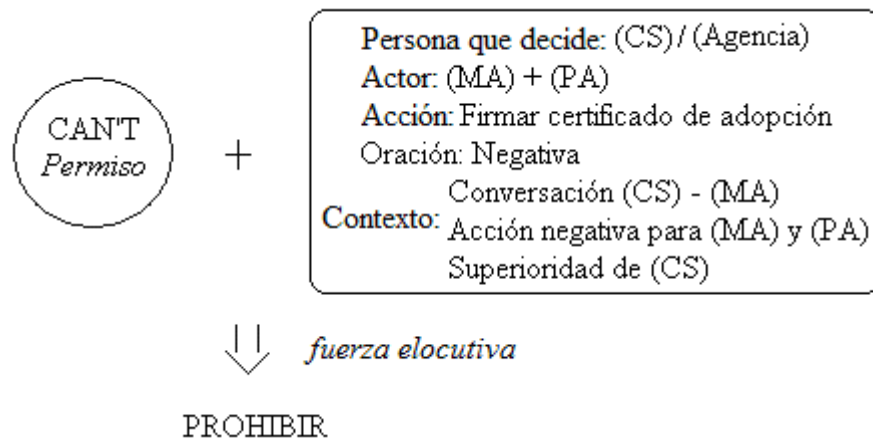 CAN'T
Permiso
+
Persona que decide: (CS) / (Agencia)
Actor: (MA) + (PA)
Acción: Firmar certificado de adopción
Oración: Negativa
Contexto:
Conversación (CS) - (MA)
Acción negativa para (MA) y (PA)
Superioridad de (CS)
fuerza elocutiva
PROHIBIR